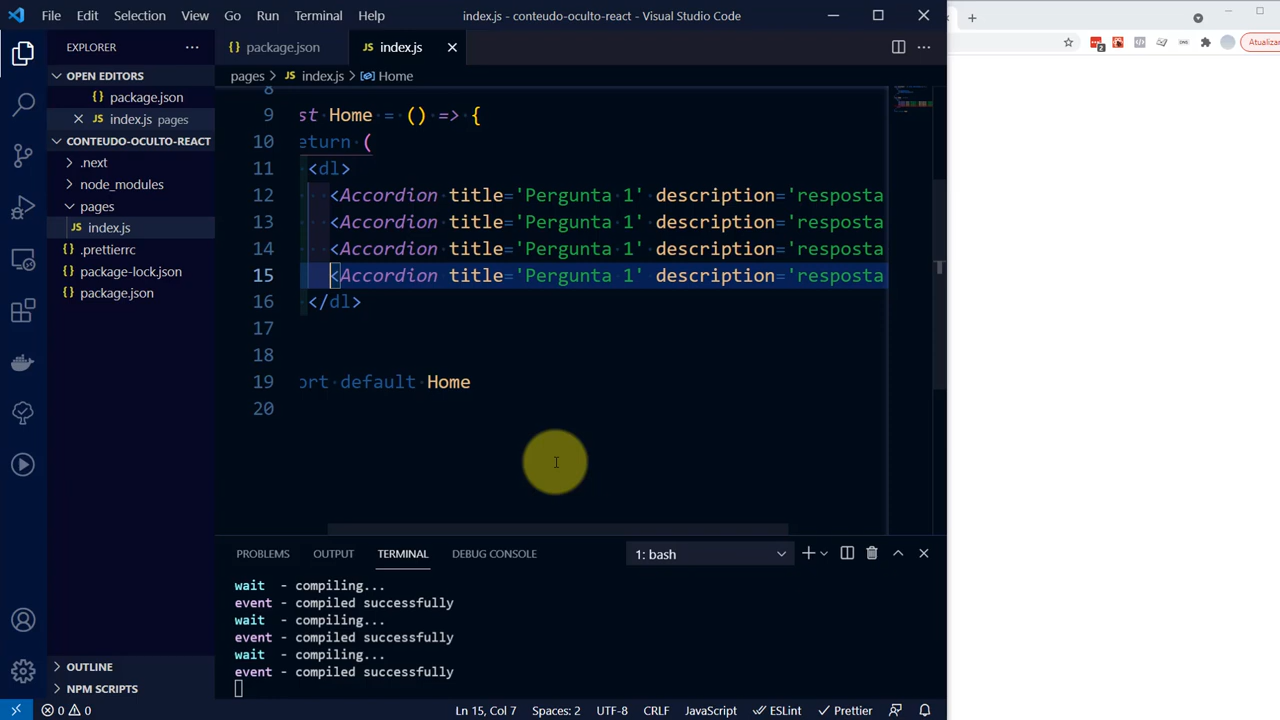 File Edit Selection View Go Run Terminal Help index.js - conteudo-oculto-react - Visual Studio Code
EXPLORER
package.json
index.js
pages > JS index.js > Home
OPEN EDITORS
package.json
index.js pages
CONTEUDO-OCULTO-REACT
.next
node_modules
pages
index.js
.prettierrc
package-lock.json
package.json
OUTLINE
NPM SCRIPTS
8
9 st Home = () => {
10 eturn (
11 <dl>
12 <Accordion title='Pergunta 1' description='resposta
13 <Accordion title='Pergunta 1' description='resposta
14 <Accordion title='Pergunta 1' description='resposta
15 <Accordion title='Pergunta 1' description='resposta
16 </dl>
17
18
19 ort default Home
20
PROBLEMS OUTPUT TERMINAL DEBUG CONSOLE 1: bash
wait - compiling...
event - compiled successfully
wait - compiling...
event - compiled successfully
wait - compiling...
event - compiled successfully
0 0 Ln 15, Col 7 Spaces: 2 UTF-8 CRLF JavaScript ESLint Prettier
2
Atualizar